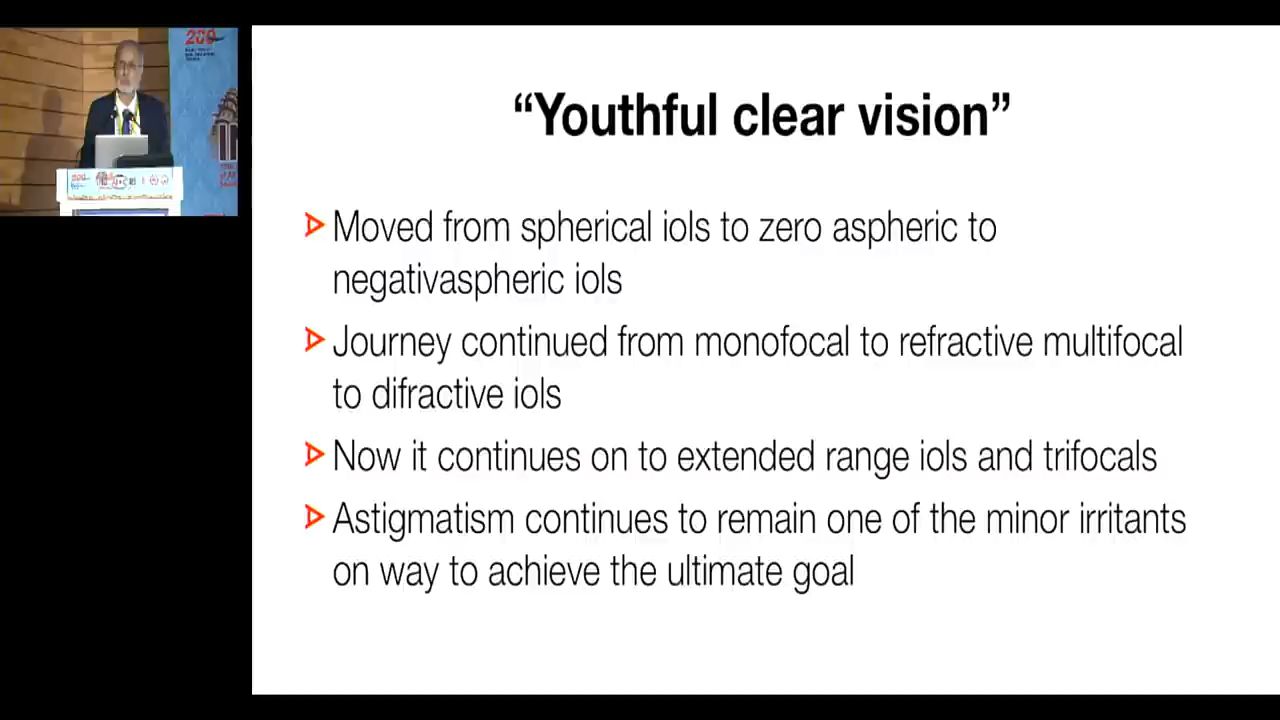 200
“Youthful clear vision”
Moved from spherical iols to zero aspheric to
negativaspheric iols
Journey continued from monofocal to refractive multifocal
to difractive iols
Now it continues on to extended range iols and trifocals
Astigmatism continues to remain one of the minor irritants
on way to achieve the ultimate goal